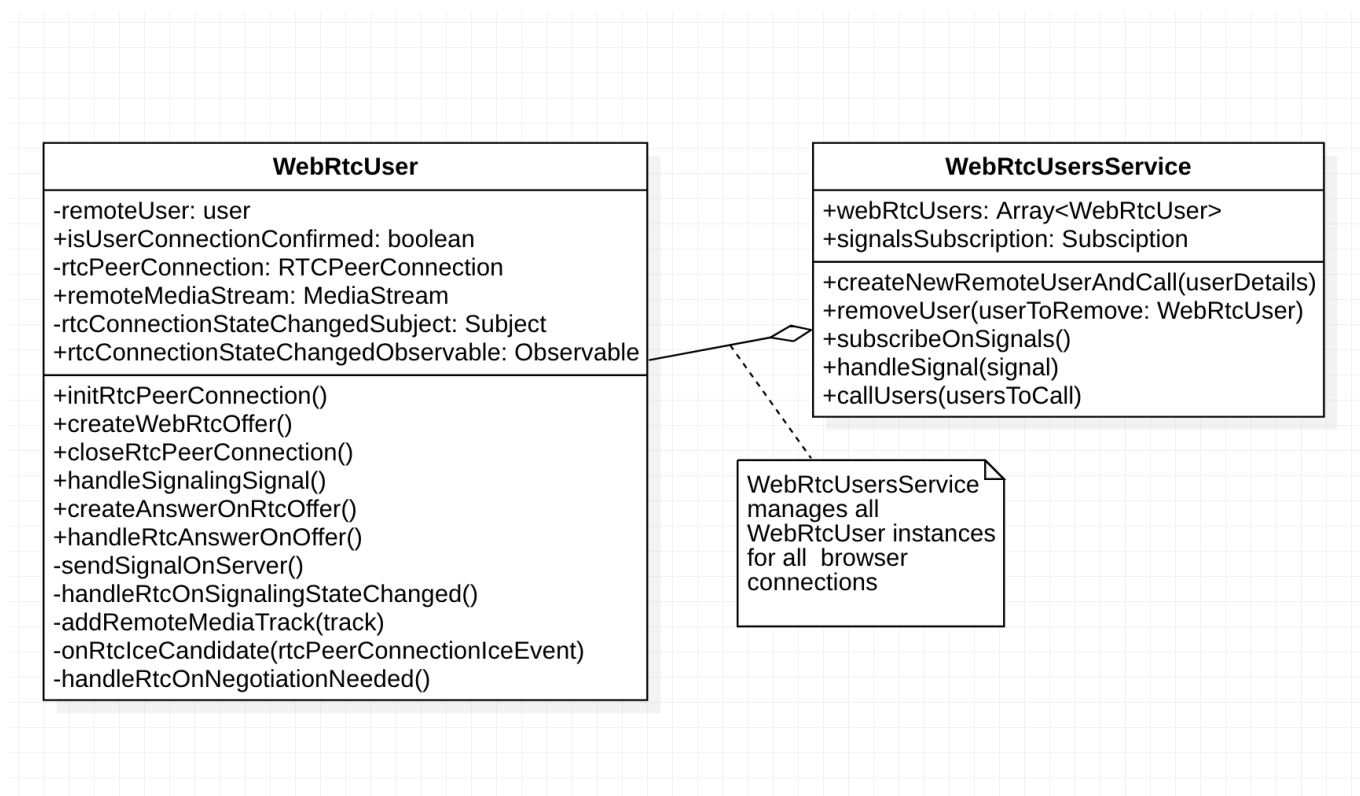 WebRtcUser
-remoteUser: user
+isUserConnectionConfirmed: boolean
-rtcPeerConnection: RTCPeerConnection
+remoteMediaStream: MediaStream
-rtcConnectionStateChangedSubject: Subject
+rtcConnectionStateChangedObservable: Observable
+initRtcPeerConnection()
+createWebRtcOffer()
+closeRtcPeerConnection()
+handleSignalingSignal()
+createAnswerOnRtcOffer()
+handleRtcAnswerOnOffer()
-sendSignalOnServer()
-handleRtcOnSignalingStateChanged()
-addRemoteMediaTrack(track)
-onRtcIceCandidate(rtcPeerConnectionIceEvent)
-handleRtcOnNegotiationNeeded()
WebRtcUsersService
+webRtcUsers: Array<WebRtcUser>
+signalsSubscription: Subsciption
+createNewRemoteUserAndCall(userDetails)
+removeUser(userToRemove: WebRtcUser)
+subscribeOnSignals()
+handleSignal(signal)
+callUsers(usersToCall)
WebRtcUsersService
manages all
WebRtcUser instances
for all  browser
connections